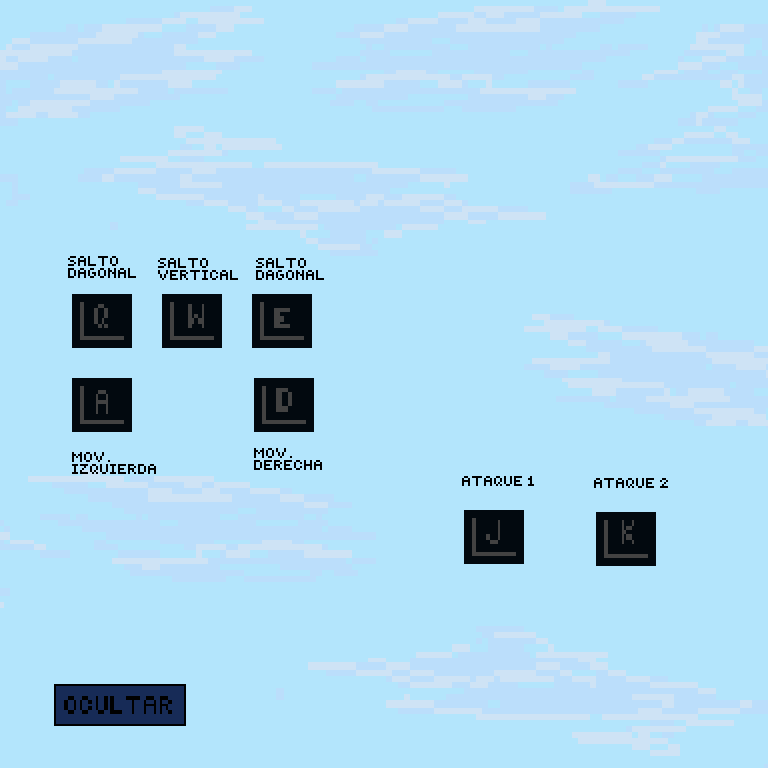 SALTO
DAGONAL
SALTO
VERTICAL
SALTO
DAGONAL
Q
W
E
A
D
MOV.
IZQUIERDA
MOV.
DERECHA
ATAQUE 1
ATAQUE 2
J
K
OCULTAR